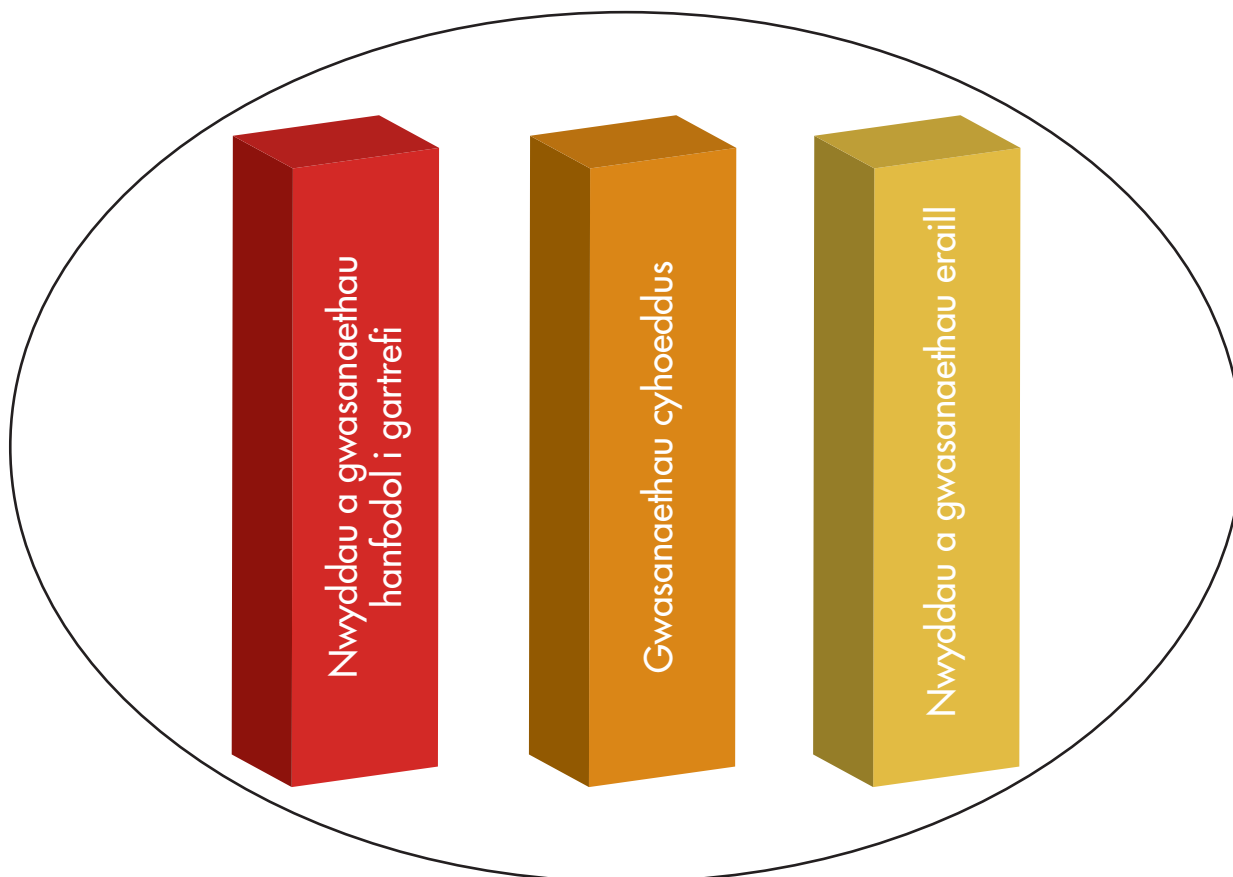 Nwyddau a gwasanaethau
hanfodol i gartrefi
Gwasanaethau cyhoeddus
Nwyddau a gwasanaethau eraill